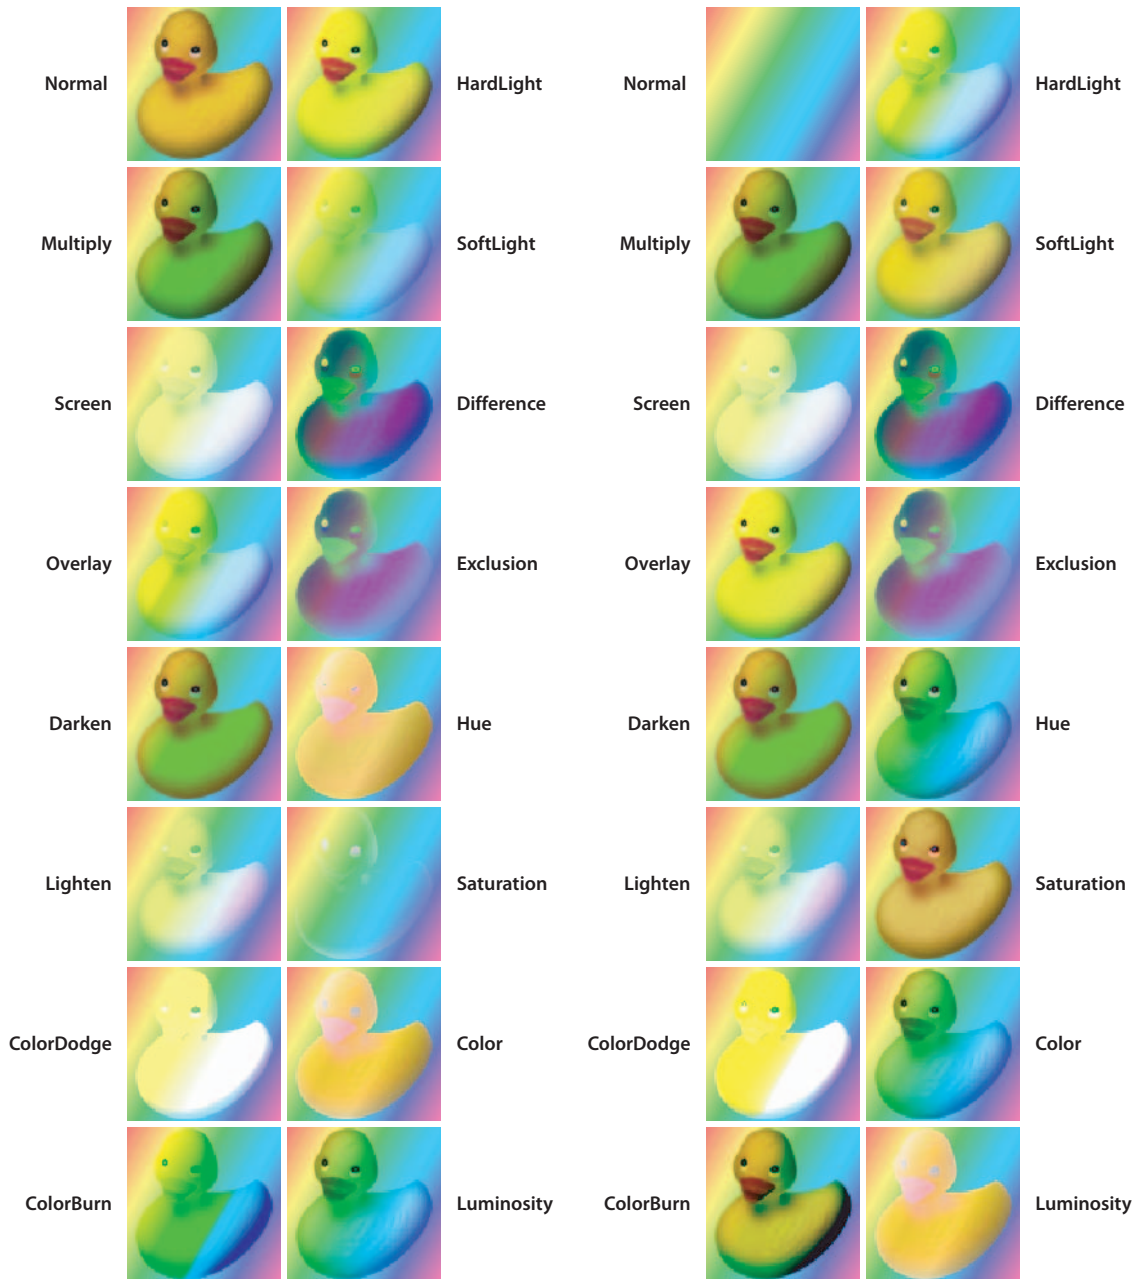 Normal HardLight Normal HardLight
Multiply SoftLight Multiply SoftLight
Screen Difference Screen Difference
Overlay Exclusion Overlay Exclusion
Darken Hue Darken Hue
Lighten Saturation Lighten Saturation
ColorDodge Color ColorDodge Color
ColorBurn Luminosity ColorBurn Luminosity